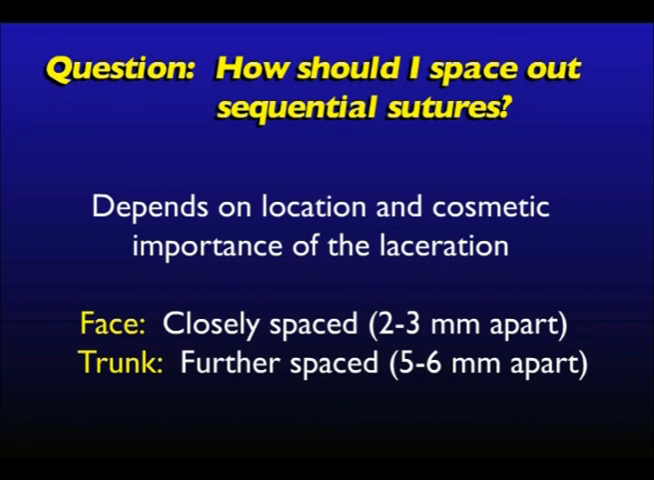 Question: How should I space out
sequential sutures?
Depends on location and cosmetic
importance of the laceration
Face: Closely spaced (2-3 mm apart)
Trunk: Further spaced (5-6 mm apart)